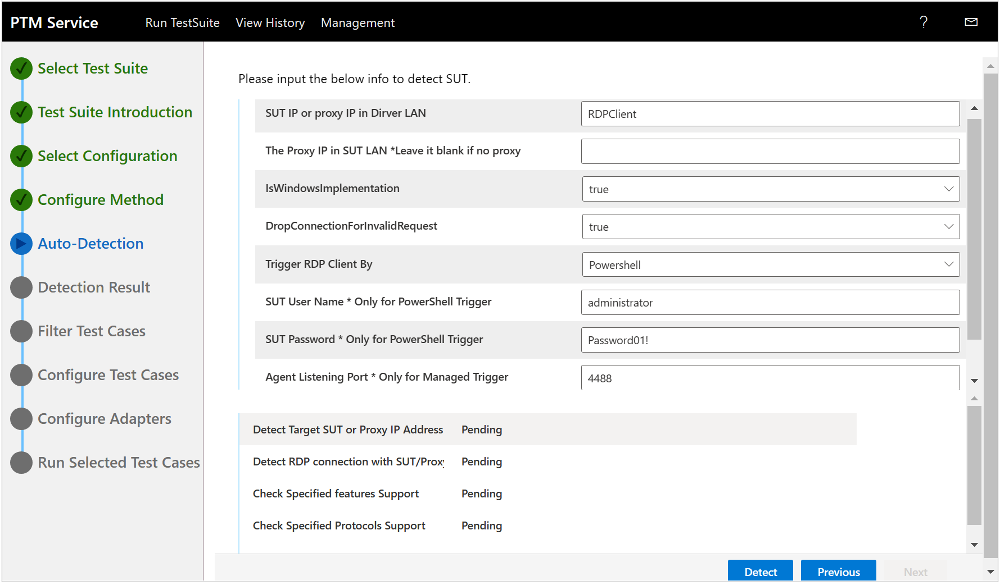 PTM Service Run TestSuite View History Management ?
Select Test Suite
Test Suite Introduction
Select Configuration
Configure Method
Auto-Detection
Detection Result
Filter Test Cases
Configure Test Cases
Configure Adapters
Run Selected Test Cases
Please input the below info to detect SUT.
SUT IP or proxy IP in Dirver LAN RDPClient
The Proxy IP in SUT LAN *Leave it blank if no proxy
IsWindowsImplementation true
DropConnectionForInvalidRequest true
Trigger RDP Client By Powershell
SUT User Name * Only for PowerShell Trigger administrator
SUT Password * Only for PowerShell Trigger Password01!
Agent Listening Port * Only for Managed Trigger 4488
Detect Target SUT or Proxy IP Address Pending
Detect RDP connection with SUT/Proxy Pending
Check Specified features Support Pending
Check Specified Protocols Support Pending
Detect Previous Next